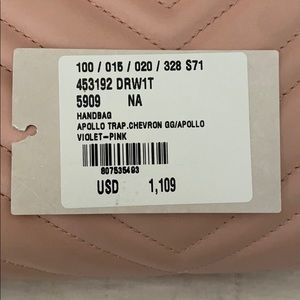 100 / 015 / 020 / 328 S71
453192 DRW1T
5909 NA
HANDBAG
APOLLO TRAP.CHEVRON GG/APOLLO
VIOLET-PINK
807535493
USD 1,109